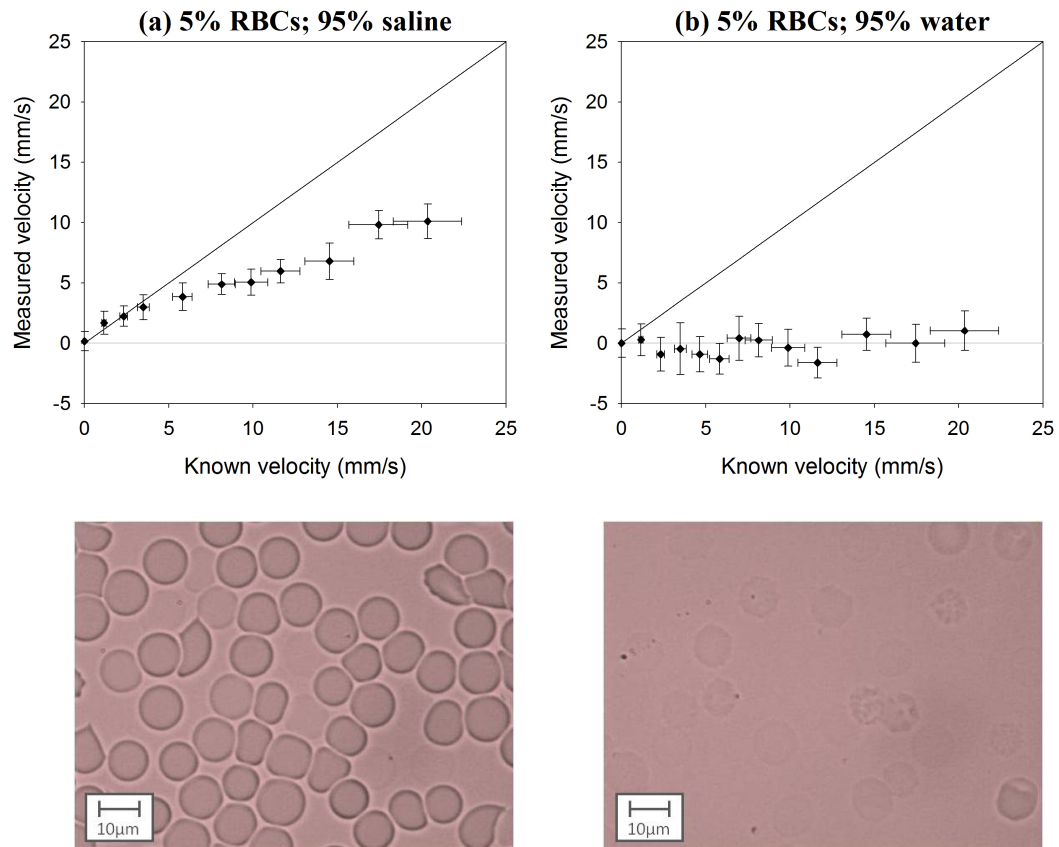 (a) 5% RBCs; 95% saline
25
20
15
10
5
0
-5
0 5 10 15 20 25
Measured velocity (mm/s)
Known velocity (mm/s)
10µm
(b) 5% RBCs; 95% water
25
20
15
10
5
0
-5
0 5 10 15 20 25
Measured velocity (mm/s)
Known velocity (mm/s)
10µm